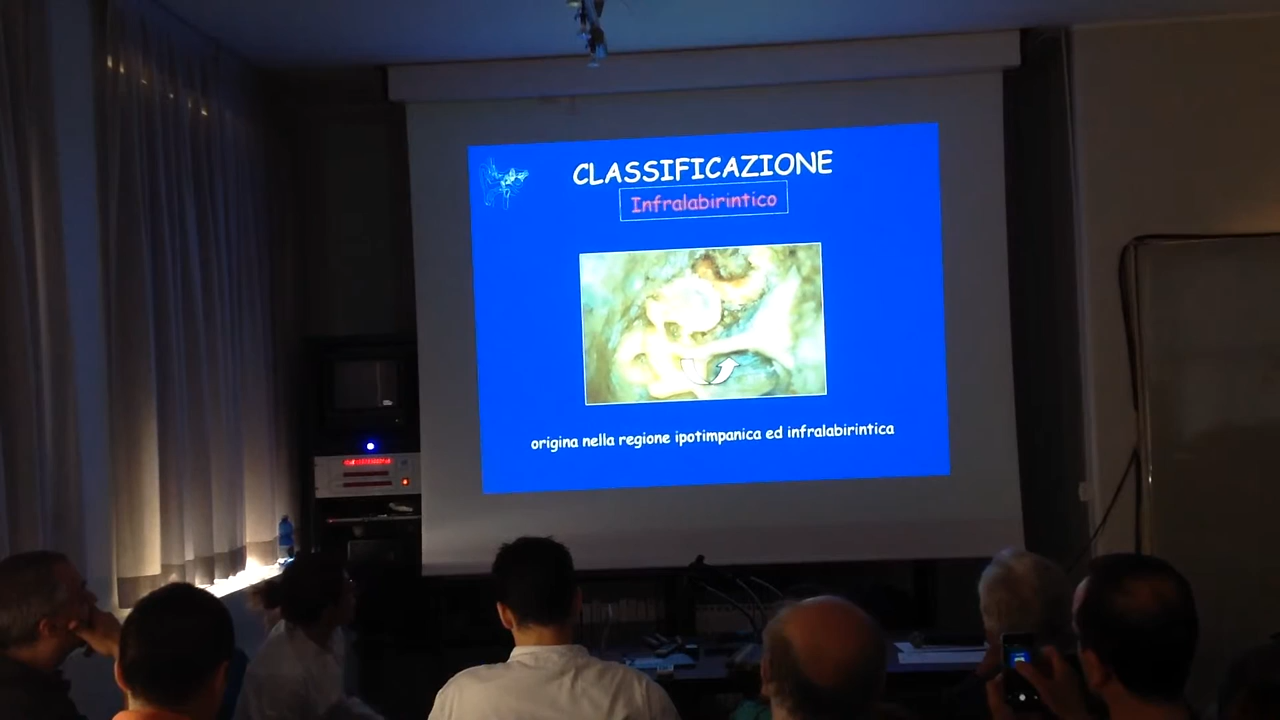 CLASSIFICAZIONE
Infralabirintico
origina nella regione ipotimpanica ed infralabirintica